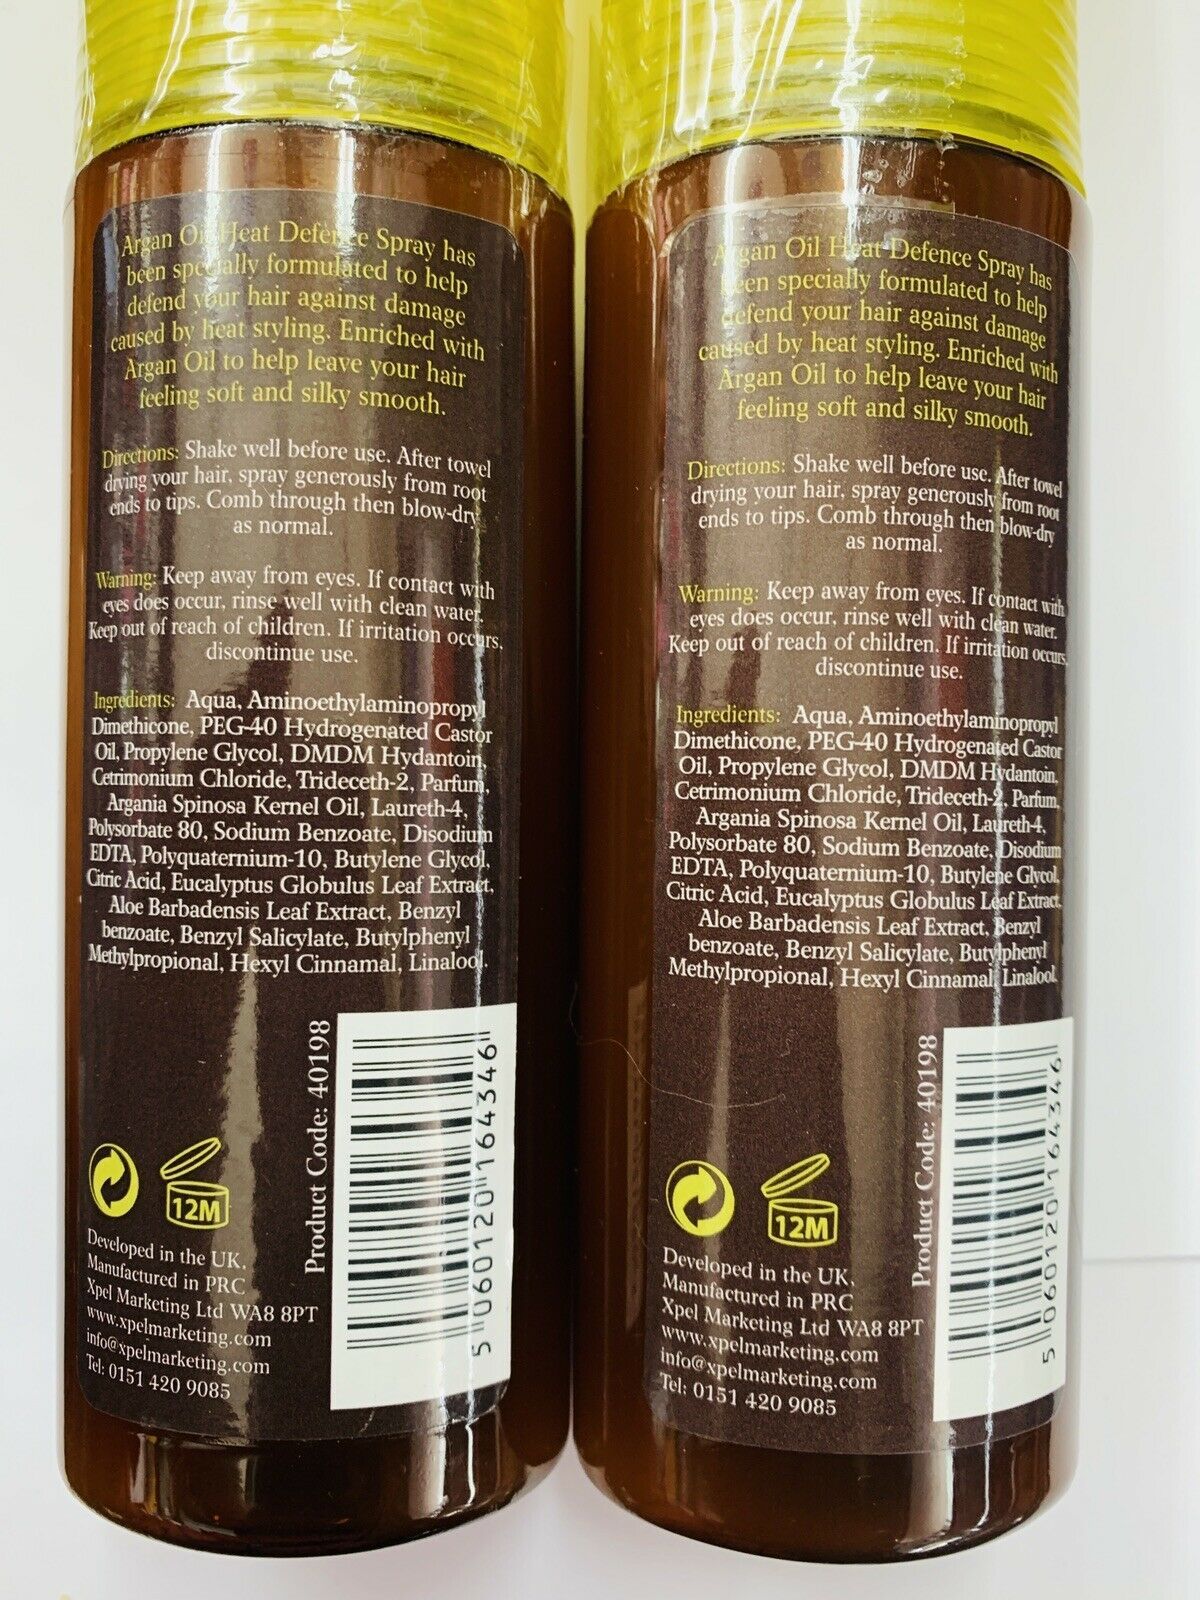 Argan Oil Heat Defence Spray has
been specially formulated to help
defend your hair against damage
caused by heat styling. Enriched with
Argan Oil to help leave your hair
feeling soft and silky smooth.
Directions: Shake well before use. After towel
drying your hair, spray generously from root
ends to tips. Comb through then blow-dry
as normal.
Warning: Keep away from eyes. If contact with
eyes does occur, rinse well with clean water.
Keep out of reach of children. If irritation occurs,
discontinue use.
Ingredients: Aqua, Aminoethylaminopropyl
Dimethicone, PEG-40 Hydrogenated Castor
Oil, Propylene Glycol, DMDM Hydantoin,
Cetrimonium Chloride, Trideceth-2, Parfum,
Argania Spinosa Kernel Oil, Laureth-4,
Polysorbate 80, Sodium Benzoate, Disodium
EDTA, Polyquaternium-10, Butylene Glycol,
Citric Acid, Eucalyptus Globulus Leaf Extract,
Aloe Barbadensis Leaf Extract, Benzyl
benzoate, Benzyl Salicylate, Butylphenyl
Methylpropional, Hexyl Cinnamal, Linalool.
Product Code: 40198
5 060120 164346
12M
Developed in the UK,
Manufactured in PRC
Xpel Marketing Ltd WA8 8PT
www.xpelmarketing.com
info@xpelmarketing.com
Tel: 0151 420 9085
Argan Oil Heat Defence Spray has
been specially formulated to help
defend your hair against damage
caused by heat styling. Enriched with
Argan Oil to help leave your hair
feeling soft and silky smooth.
Directions: Shake well before use. After towel
drying your hair, spray generously from root
ends to tips. Comb through then blow-dry
as normal.
Warning: Keep away from eyes. If contact with
eyes does occur, rinse well with clean water.
Keep out of reach of children. If irritation occurs,
discontinue use.
Ingredients: Aqua, Aminoethylaminopropyl
Dimethicone, PEG-40 Hydrogenated Castor
Oil, Propylene Glycol, DMDM Hydantoin,
Cetrimonium Chloride, Trideceth-2, Parfum,
Argania Spinosa Kernel Oil, Laureth-4,
Polysorbate 80, Sodium Benzoate, Disodium
EDTA, Polyquaternium-10, Butylene Glycol,
Citric Acid, Eucalyptus Globulus Leaf Extract,
Aloe Barbadensis Leaf Extract, Benzyl
benzoate, Benzyl Salicylate, Butylphenyl
Methylpropional, Hexyl Cinnamal, Linalool.
Product Code: 40198
5 060120 164346
12M
Developed in the UK,
Manufactured in PRC
Xpel Marketing Ltd WA8 8PT
www.xpelmarketing.com
info@xpelmarketing.com
Tel: 0151 420 9085